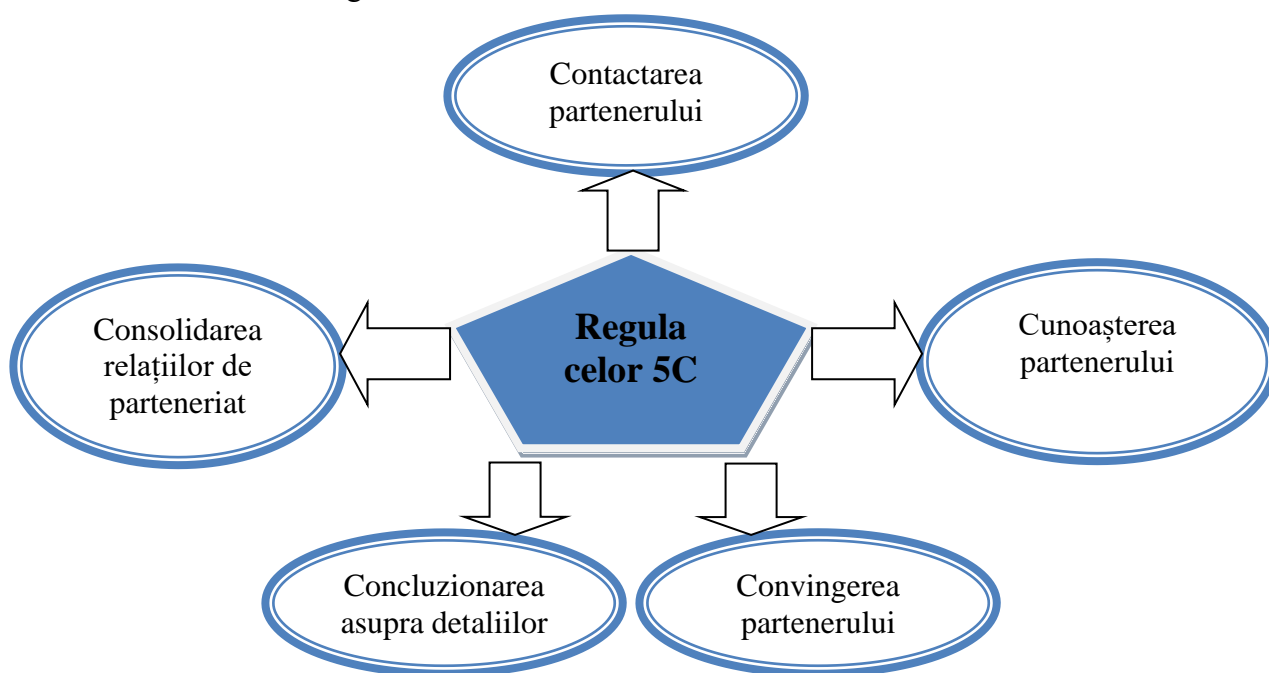 Contactarea
partenerului
Regula
celor 5C
Cunoașterea
partenerului
Consolidarea
relațiilor de
parteneriat
Concluzionarea
asupra detaliilor
Convingerea
partenerului